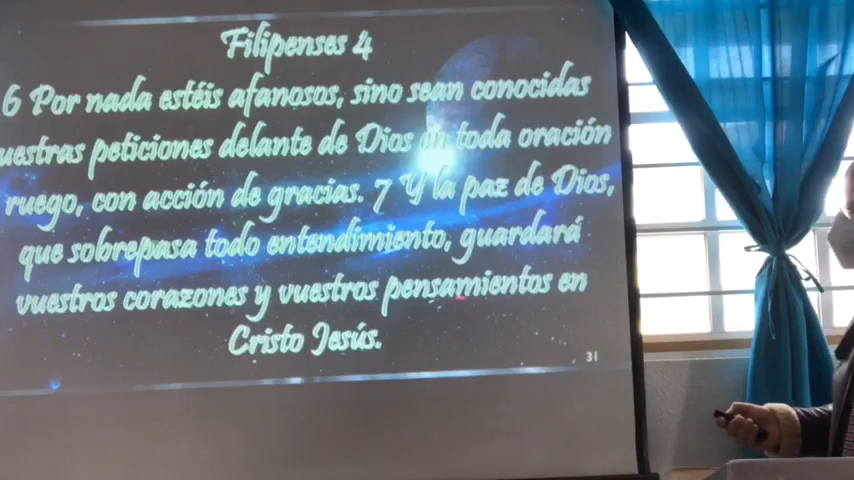 Filipenses 4
6 Por nada estéis afanosos, sino sean conocidas
uestras peticiones delante de Dios en toda oración
ruego, con acción de gracias. 7 Y la paz de Dios,
que sobrepasa todo entendimiento, guardará
vuestros corazones y vuestros pensamientos en
Cristo Jesús.
31